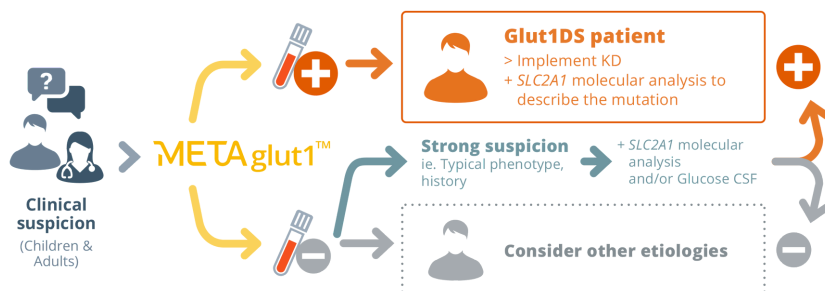 ?
Clinical
suspicion
(Children &
Adults)
METAglut1™
Glut1DS patient
> Implement KD
+ SLC2A1 molecular analysis to
describe the mutation
Strong suspicion
ie. Typical phenotype,
history
+ SLC2A1 molecular
analysis
and/or Glucose CSF
Consider other etiologies